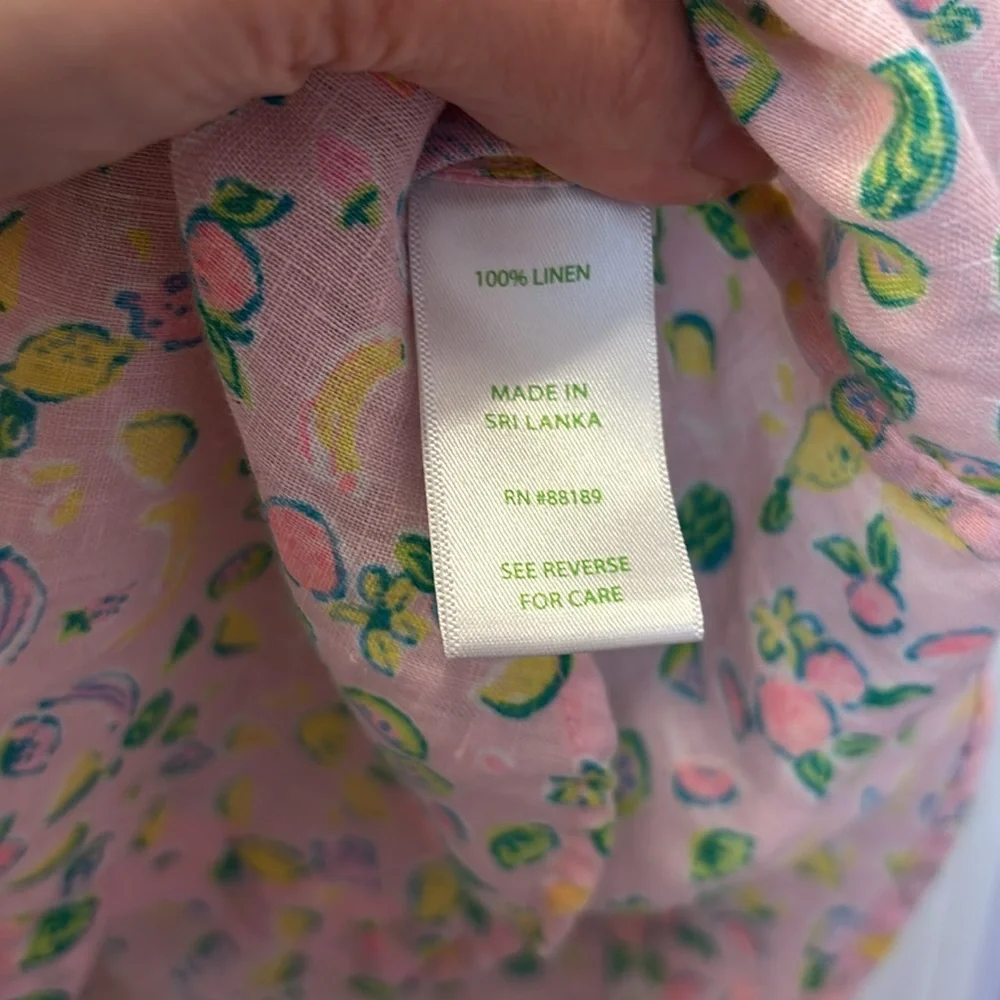 100% LINEN
MADE IN
SRI LANKA
RN #88189
SEE REVERSE
FOR CARE